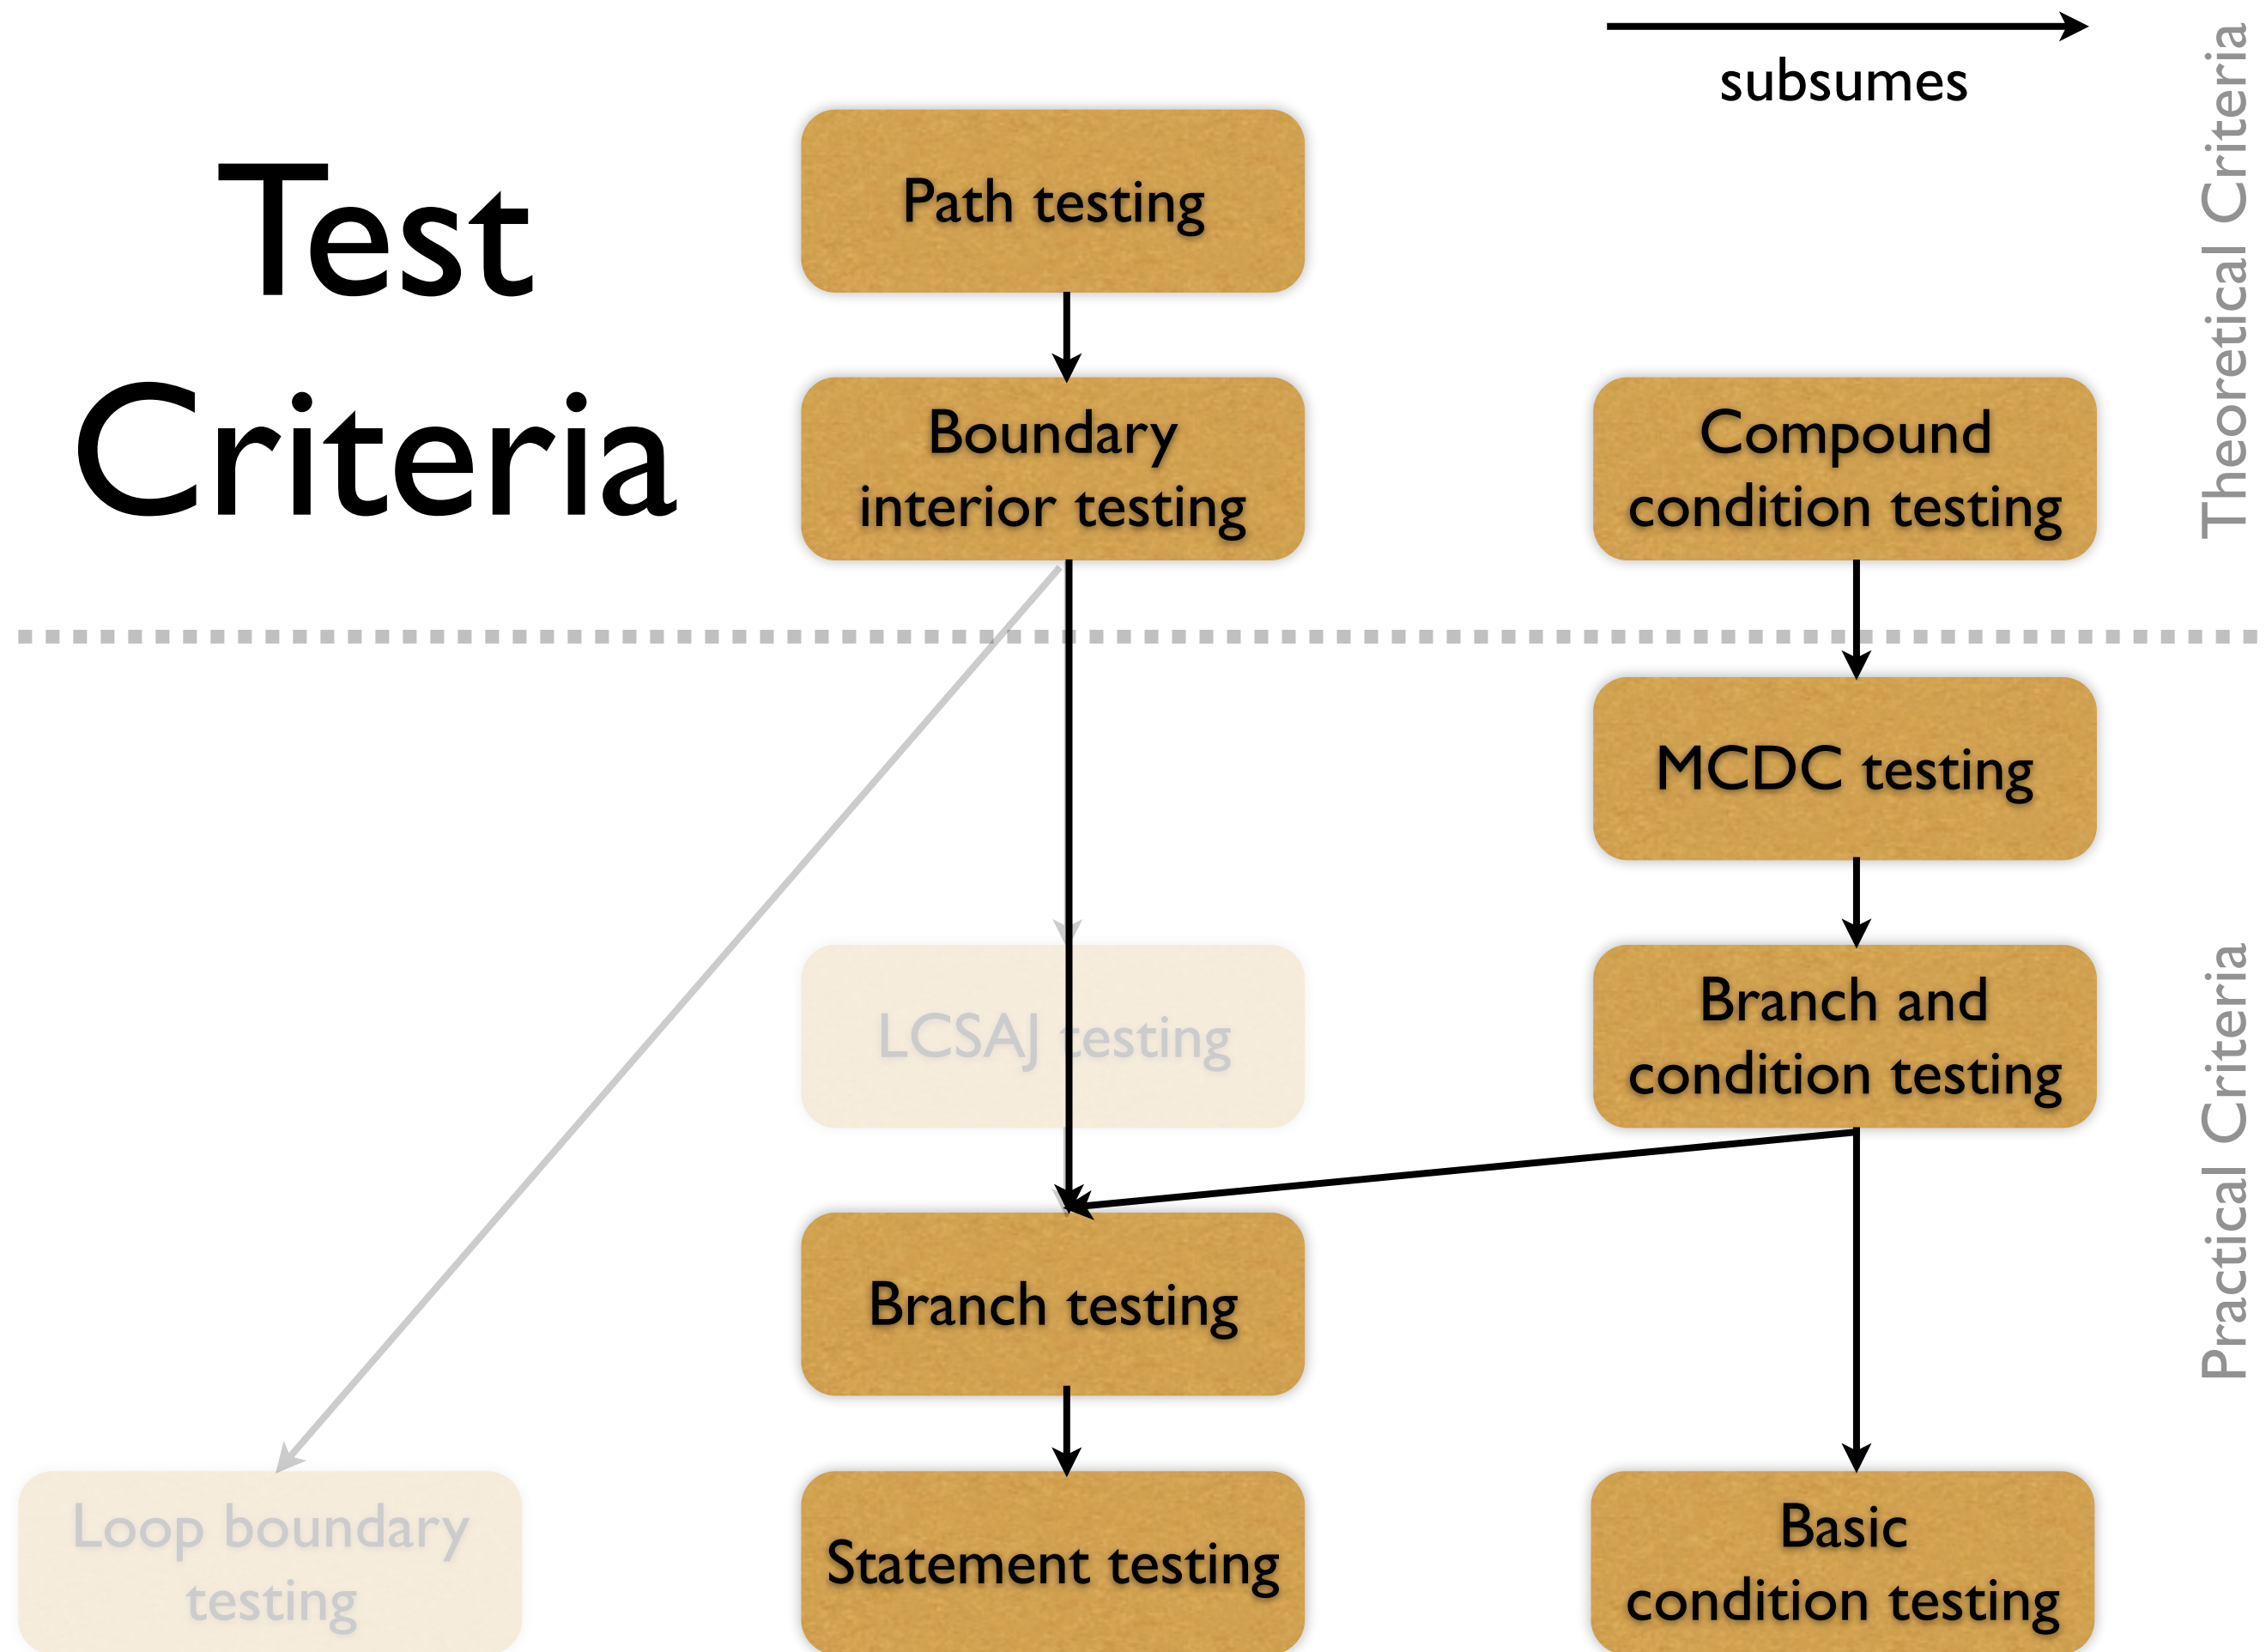 Test
Criteria
subsumes
Theoretical Criteria
Path testing
Boundary
interior testing
Compound
condition testing
MCDC testing
LCSAJ testing
Branch and
condition testing
Practical Criteria
Branch testing
Loop boundary
testing
Statement testing
Basic
condition testing